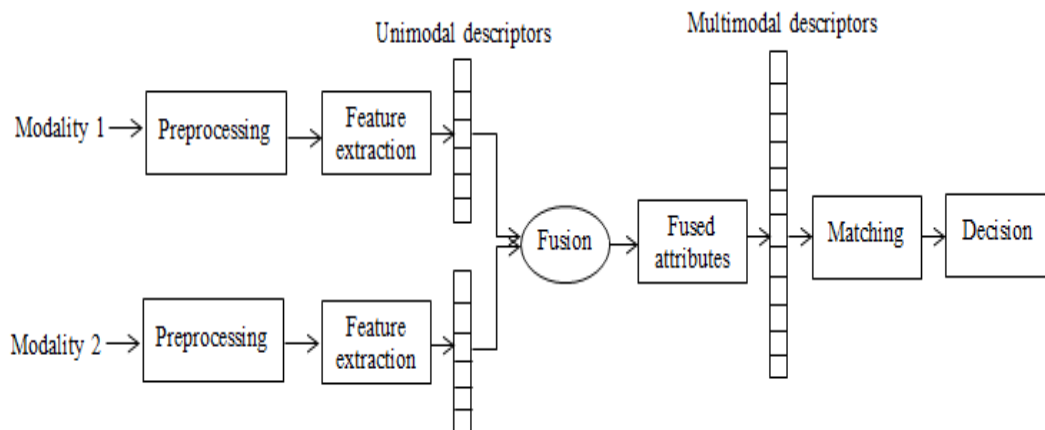 Unimodal descriptors
Multimodal descriptors
Modality 1
Preprocessing
Feature
extraction
Fusion
Fused
attributes
Matching
Decision
Modality 2
Preprocessing
Feature
extraction